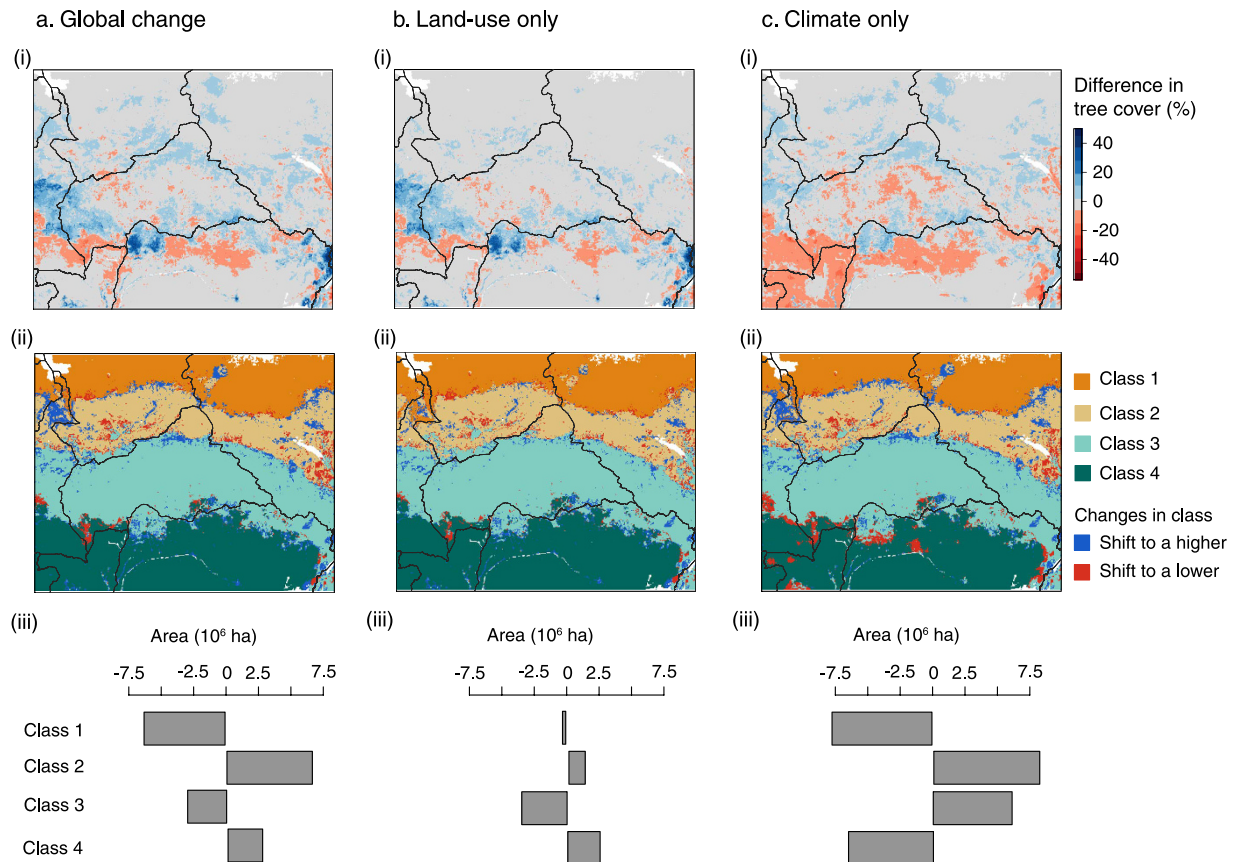 a. Global change
b. Land-use only
c. Climate only
(i)
(i)
(i)
Difference in
tree cover (%)
40
20
0
-20
-40
(ii)
(ii)
(ii)
Class 1
Class 2
Class 3
Class 4
Changes in class
Shift to a higher
Shift to a lower
(iii)
(iii)
(iii)
Area (10⁶ ha)
Area (10⁶ ha)
Area (10⁶ ha)
-7.5 -2.5 0 2.5 7.5
-7.5 -2.5 0 2.5 7.5
-7.5 -2.5 0 2.5 7.5
Class 1
Class 2
Class 3
Class 4